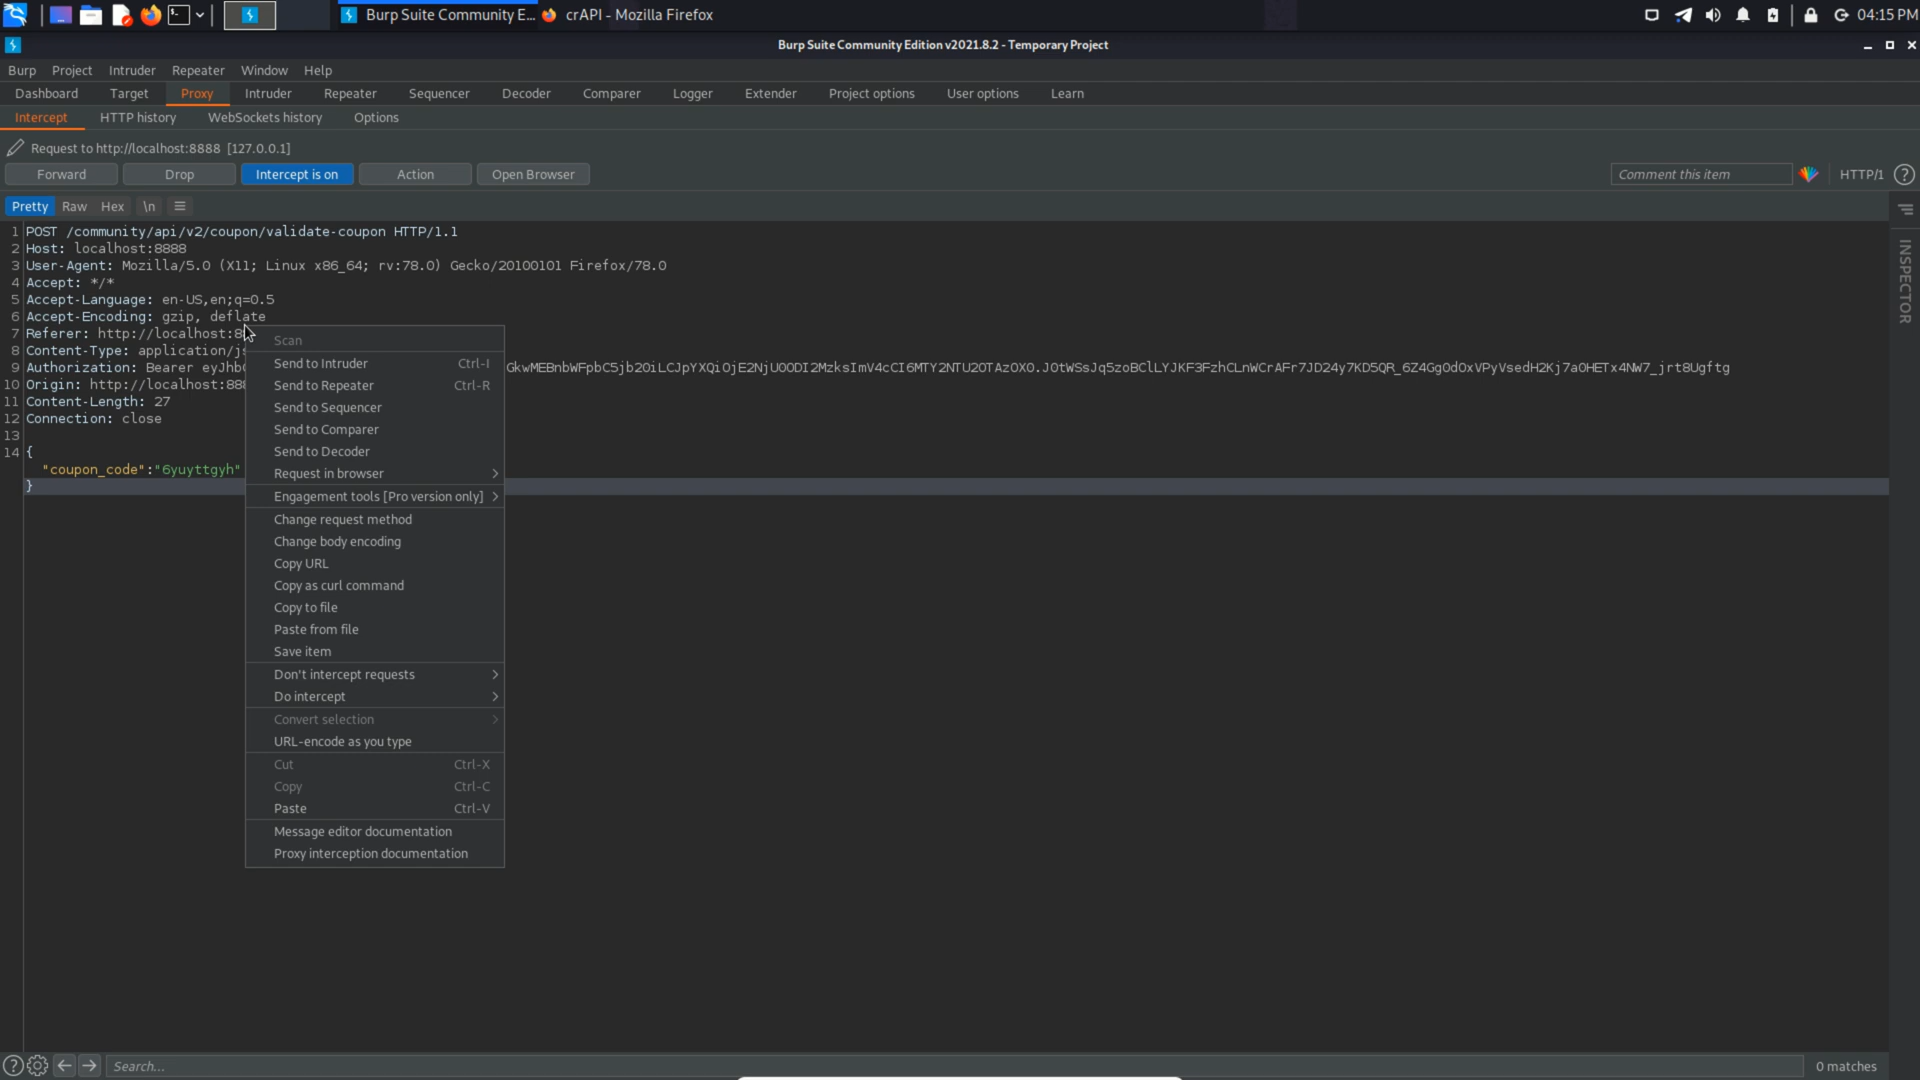 Burp Suite Community E...
crAPI - Mozilla Firefox
04:15 PM
Burp Suite Community Edition v2021.8.2 - Temporary Project
Burp Project Intruder Repeater Window Help
Dashboard Target Proxy Intruder Repeater Sequencer Decoder Comparer Logger Extender Project options User options Learn
Intercept HTTP history WebSockets history Options
Request to http://localhost:8888 [127.0.0.1]
Forward Drop Intercept is on Action Open Browser Comment this item HTTP/1 ?
Pretty Raw Hex \n
INSPECTOR
1 POST /community/api/v2/coupon/validate-coupon HTTP/1.1
2 Host: localhost:8888
3 User-Agent: Mozilla/5.0 (X11; Linux x86_64; rv:78.0) Gecko/20100101 Firefox/78.0
4 Accept: */*
5 Accept-Language: en-US,en;q=0.5
6 Accept-Encoding: gzip, deflate
7 Referer: http://localhost:8
8 Content-Type: application/js
9 Authorization: Bearer
10 Origin: http://localhost:888
11 Content-Length: 27
12 Connection: close
13
14 {
"coupon_code":"6yuyttgyh"
}
Scan
Send to Intruder Ctrl-I
Send to Repeater Ctrl-R
Send to Sequencer
Send to Comparer
Send to Decoder
Request in browser
Engagement tools [Pro version only]
Change request method
Change body encoding
Copy URL
Copy as curl command
Copy to file
Paste from file
Save item
Don't intercept requests
Do intercept
Convert selection
URL-encode as you type
Cut Ctrl-X
Copy Ctrl-C
Paste Ctrl-V
Message editor documentation
Proxy interception documentation
? Search... 0 matches